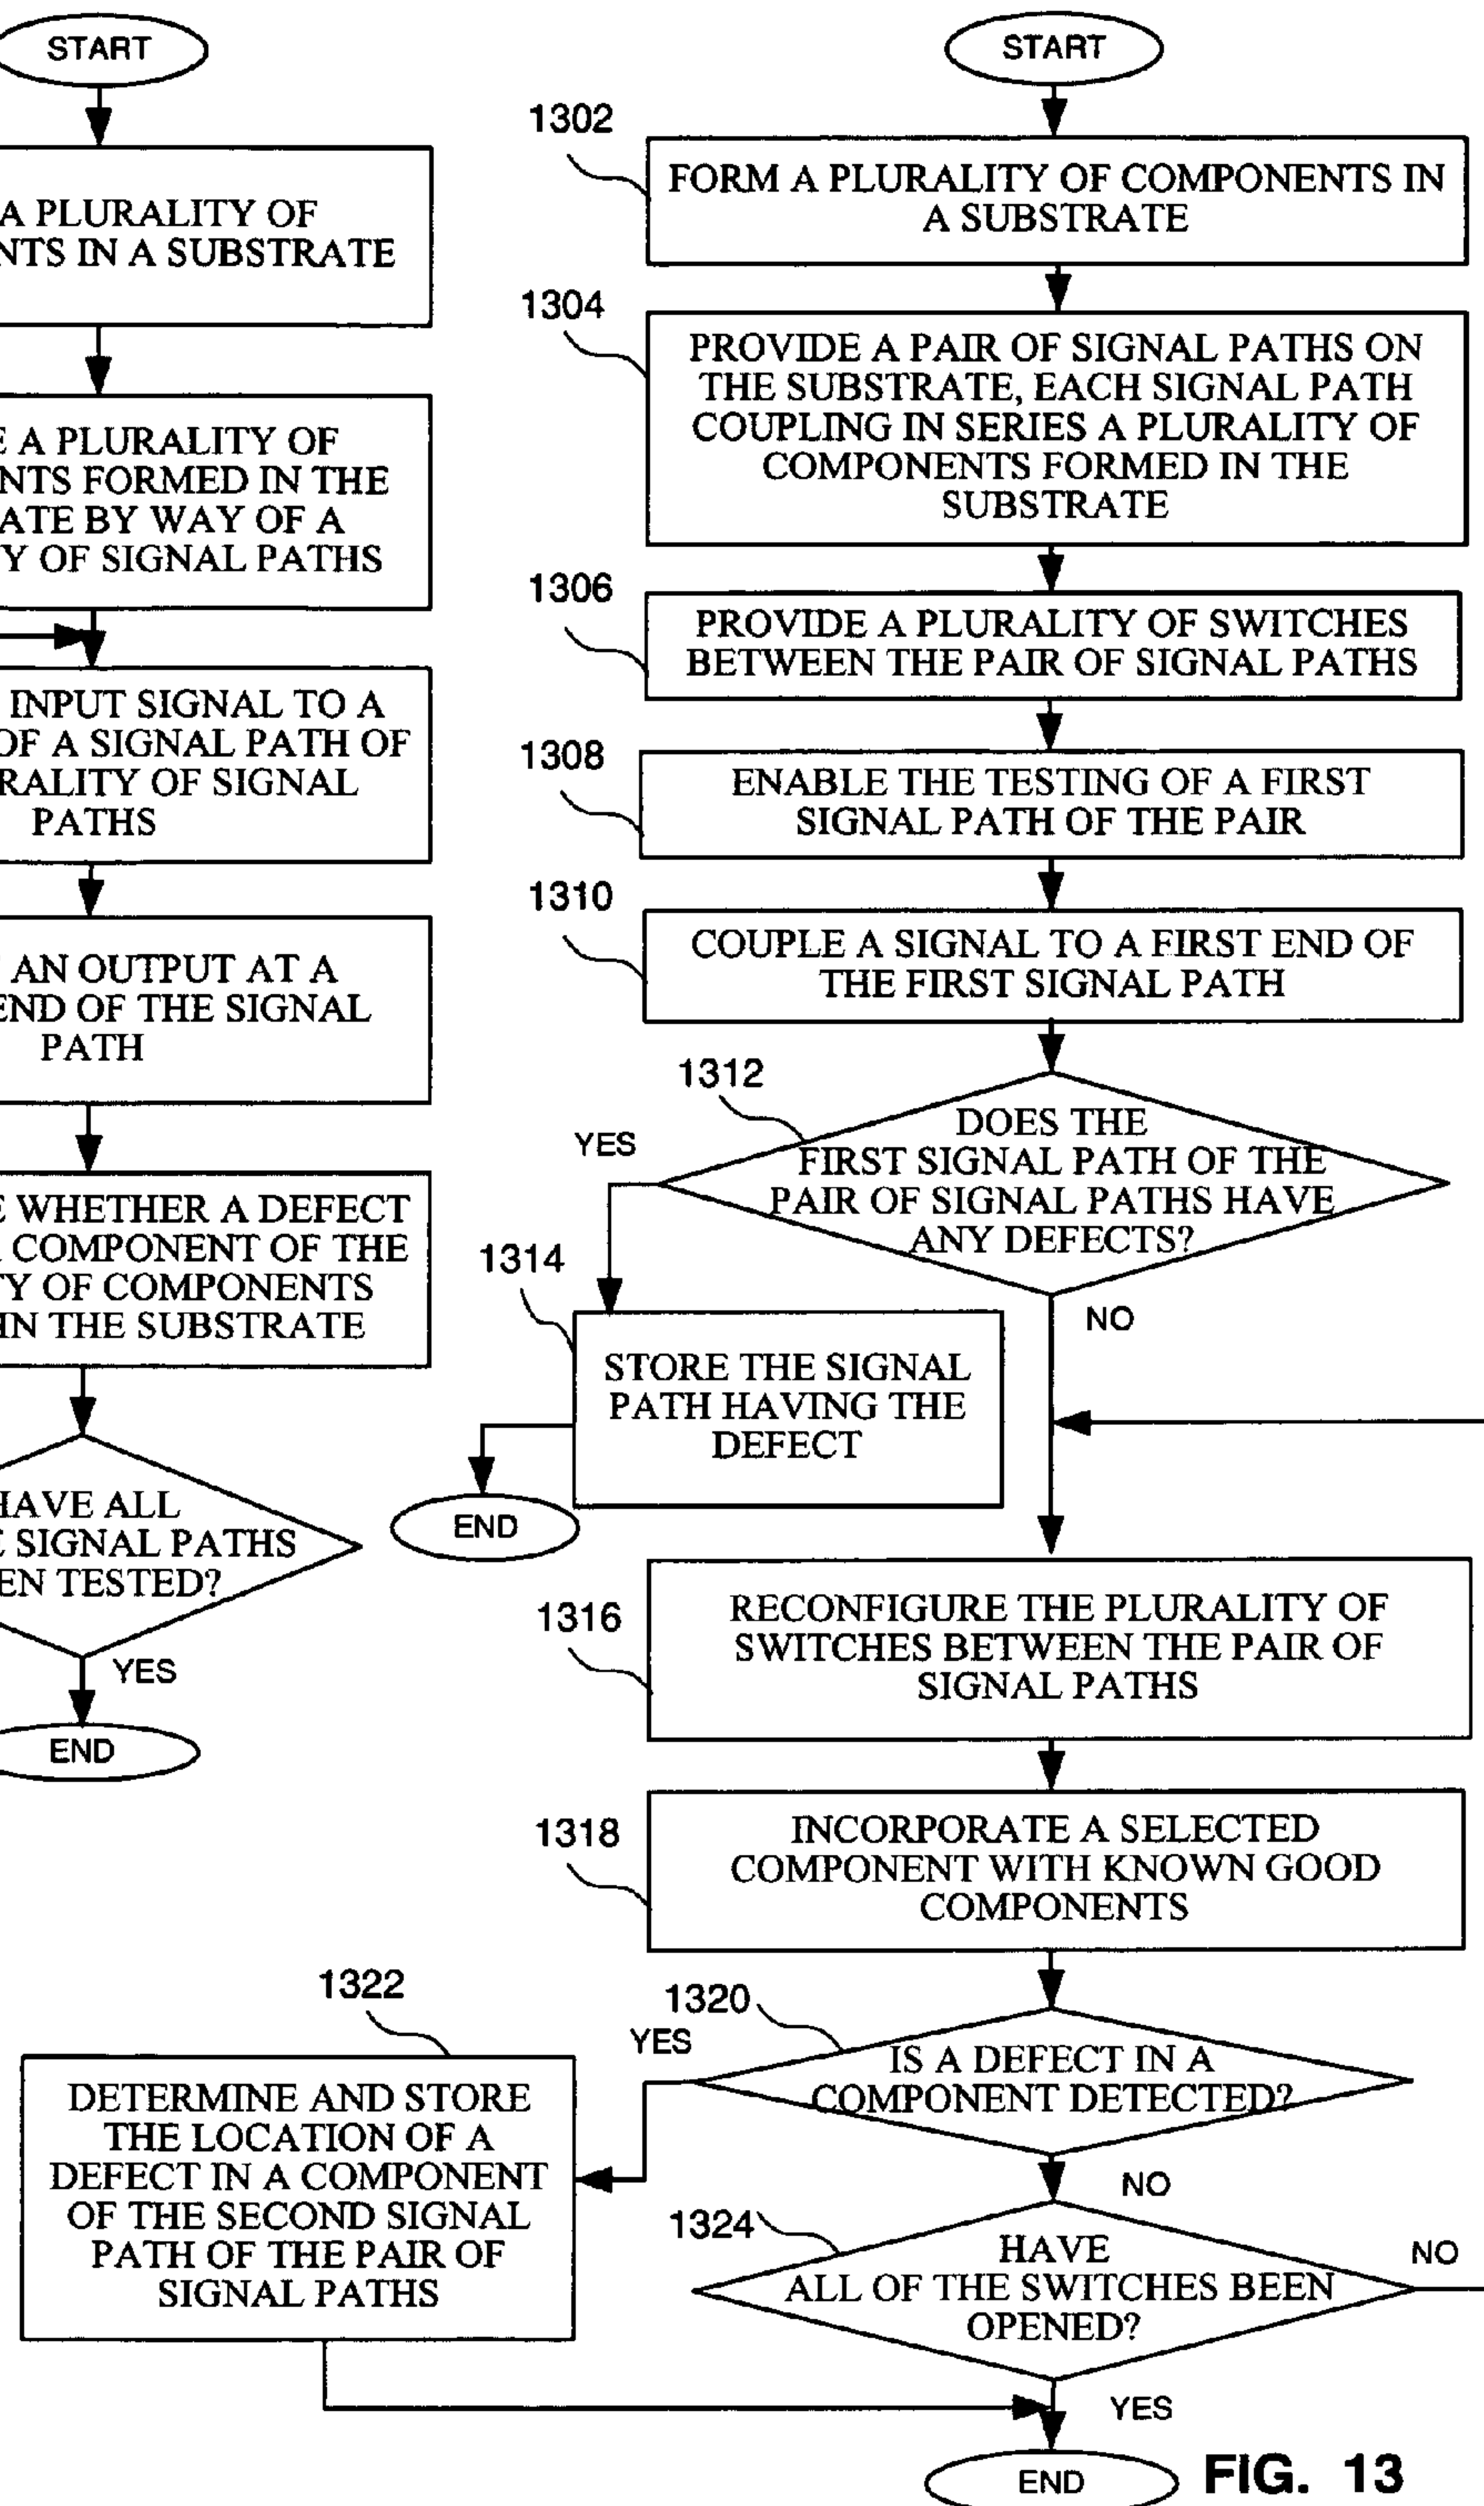 START
A PLURALITY OF
NTS IN A SUBSTRATE
E A PLURALITY OF
NTS FORMED IN THE
ATE BY WAY OF A
Y OF SIGNAL PATHS
INPUT SIGNAL TO A
OF A SIGNAL PATH OF
RALITY OF SIGNAL
PATHS
AN OUTPUT AT A
END OF THE SIGNAL
PATH
E WHETHER A DEFECT
COMPONENT OF THE
TY OF COMPONENTS
IN THE SUBSTRATE
HAVE ALL
E SIGNAL PATHS
EN TESTED?
YES
END
START
1302
FORM A PLURALITY OF COMPONENTS IN
A SUBSTRATE
1304
PROVIDE A PAIR OF SIGNAL PATHS ON
THE SUBSTRATE, EACH SIGNAL PATH
COUPLING IN SERIES A PLURALITY OF
COMPONENTS FORMED IN THE
SUBSTRATE
1306
PROVIDE A PLURALITY OF SWITCHES
BETWEEN THE PAIR OF SIGNAL PATHS
1308
ENABLE THE TESTING OF A FIRST
SIGNAL PATH OF THE PAIR
1310
COUPLE A SIGNAL TO A FIRST END OF
THE FIRST SIGNAL PATH
1312
DOES THE
FIRST SIGNAL PATH OF THE
PAIR OF SIGNAL PATHS HAVE
ANY DEFECTS?
YES
NO
1314
STORE THE SIGNAL
PATH HAVING THE
DEFECT
END
1316
RECONFIGURE THE PLURALITY OF
SWITCHES BETWEEN THE PAIR OF
SIGNAL PATHS
1318
INCORPORATE A SELECTED
COMPONENT WITH KNOWN GOOD
COMPONENTS
1320
IS A DEFECT IN A
COMPONENT DETECTED?
YES
NO
1322
DETERMINE AND STORE
THE LOCATION OF A
DEFECT IN A COMPONENT
OF THE SECOND SIGNAL
PATH OF THE PAIR OF
SIGNAL PATHS
1324
HAVE
ALL OF THE SWITCHES BEEN
OPENED?
NO
YES
END
FIG. 13